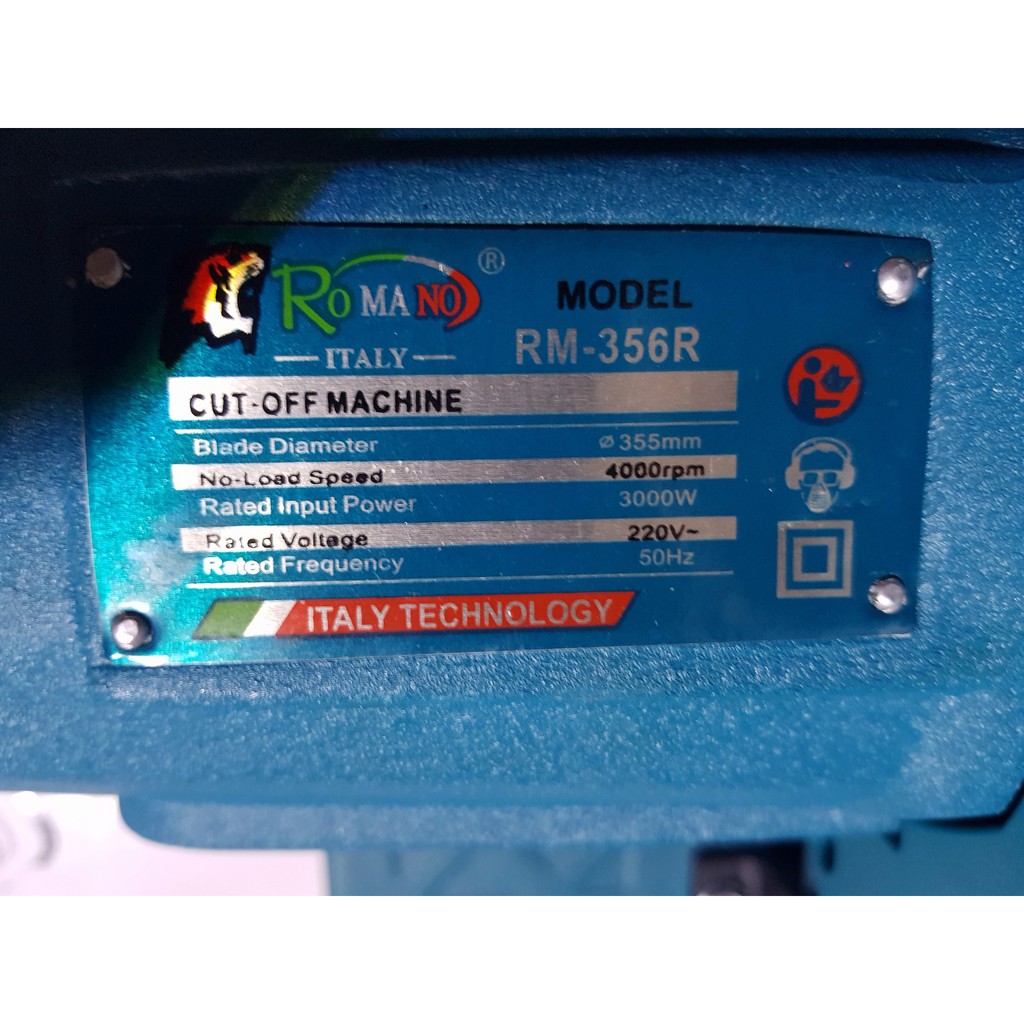 ROMANO ®
ITALY
MODEL
RM-356R
CUT-OFF MACHINE
Blade Diameter ⌀355mm
No-Load Speed 4000rpm
Rated Input Power 3000W
Rated Voltage 220V~
Rated Frequency 50Hz
ITALY TECHNOLOGY